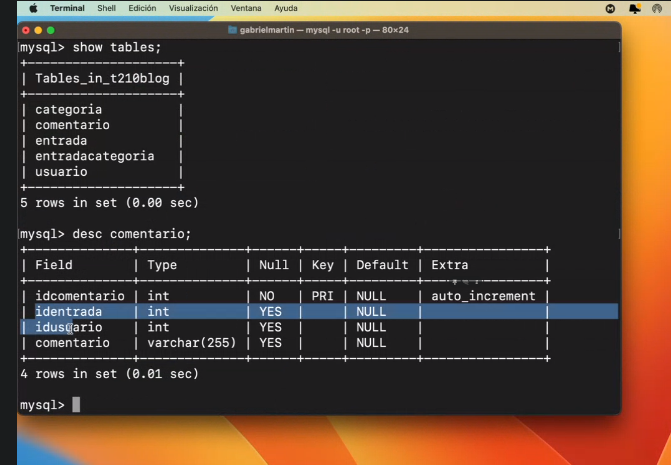 Terminal Shell Edición Visualización Ventana Ayuda
gabrielmartin — mysql -u root -p — 80×24
mysql> show tables;
+--------------------+
| Tables_in_t210blog |
+--------------------+
| categoria          |
| comentario         |
| entrada            |
| entradacategoria   |
| usuario            |
+--------------------+
5 rows in set (0.00 sec)
mysql> desc comentario;
+--------------+--------------+------+-----+---------+----------------+
| Field        | Type         | Null | Key | Default | Extra          |
+--------------+--------------+------+-----+---------+----------------+
| idcomentario | int          | NO   | PRI | NULL    | auto_increment |
| identrada    | int          | YES  |     | NULL    |                |
| idusuario    | int          | YES  |     | NULL    |                |
| comentario   | varchar(255) | YES  |     | NULL    |                |
+--------------+--------------+------+-----+---------+----------------+
4 rows in set (0.01 sec)
mysql>